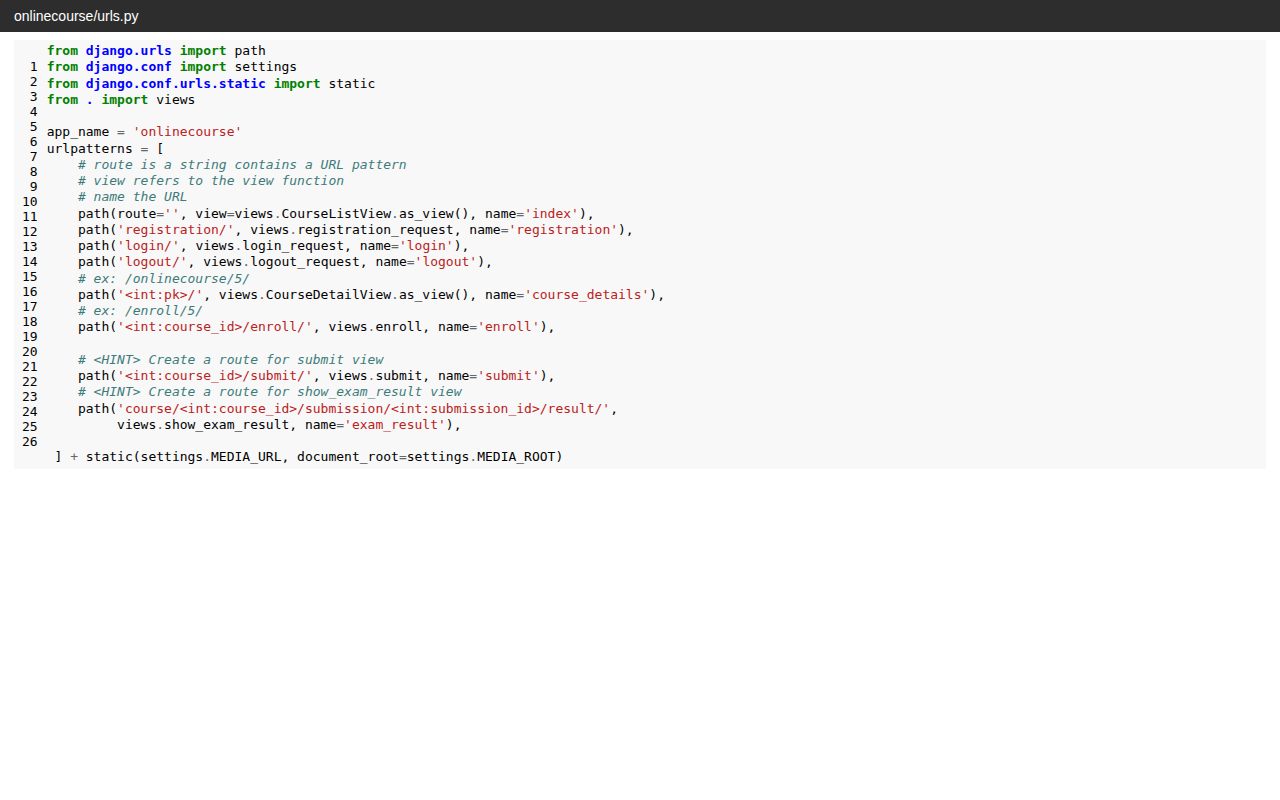 onlinecourse/urls.py
1
2
3
4
5
6
7
8
9
10
11
12
13
14
15
16
17
18
19
20
21
22
23
24
25
26
from django.urls import path
from django.conf import settings
from django.conf.urls.static import static
from . import views

app_name = 'onlinecourse'
urlpatterns = [
    # route is a string contains a URL pattern
    # view refers to the view function
    # name the URL
    path(route='', view=views.CourseListView.as_view(), name='index'),
    path('registration/', views.registration_request, name='registration'),
    path('login/', views.login_request, name='login'),
    path('logout/', views.logout_request, name='logout'),
    # ex: /onlinecourse/5/
    path('<int:pk>/', views.CourseDetailView.as_view(), name='course_details'),
    # ex: /enroll/5/
    path('<int:course_id>/enroll/', views.enroll, name='enroll'),

    # <HINT> Create a route for submit view
    path('<int:course_id>/submit/', views.submit, name='submit'),
    # <HINT> Create a route for show_exam_result view
    path('course/<int:course_id>/submission/<int:submission_id>/result/',
         views.show_exam_result, name='exam_result'),

 ] + static(settings.MEDIA_URL, document_root=settings.MEDIA_ROOT)